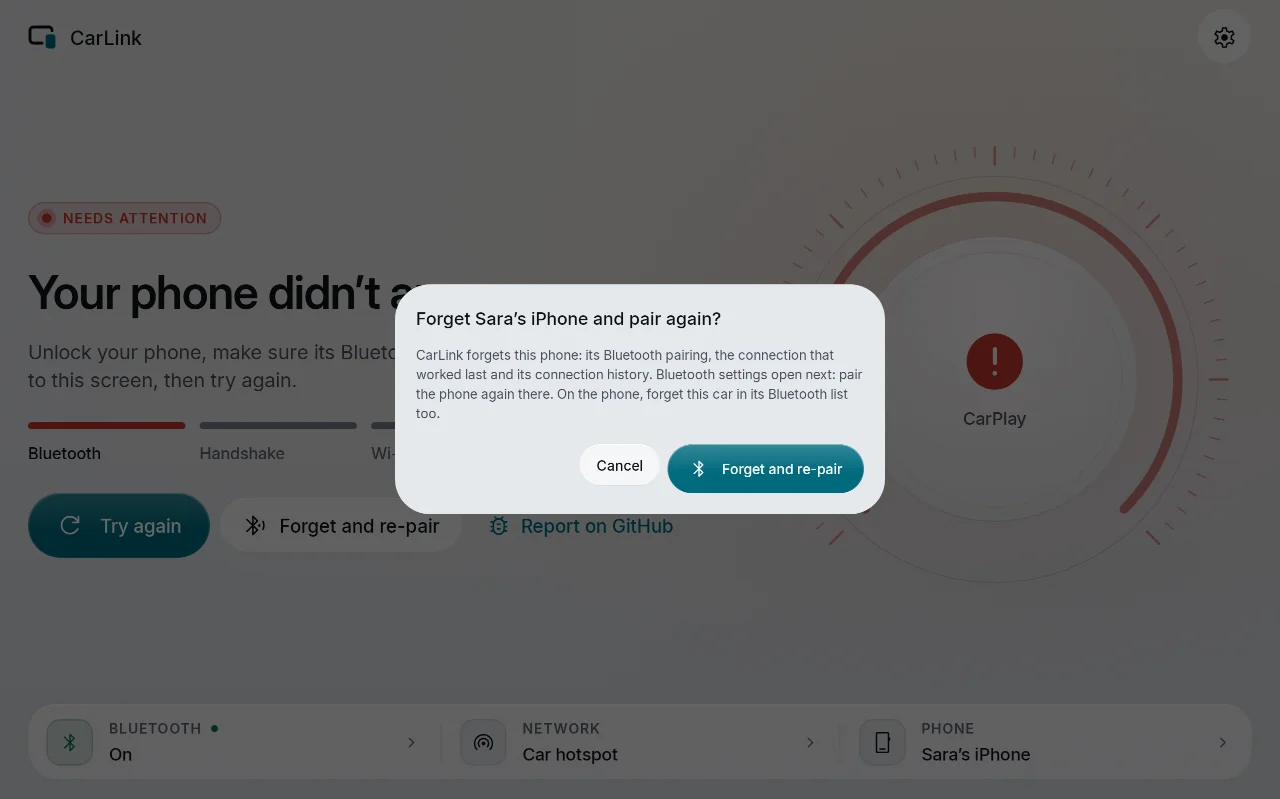 CarLink
NEEDS ATTENTION
Your phone didn’t
Unlock your phone, make sure its
to this screen, then try again.
Bluetooth
Handshake
Forget Sara’s iPhone and pair again?
CarLink forgets this phone: its Bluetooth pairing, the connection that
worked last and its connection history. Bluetooth settings open next: pair
the phone again there. On the phone, forget this car in its Bluetooth list
too.
Cancel
Forget and re-pair
CarPlay
Try again
Forget and re-pair
Report on GitHub
BLUETOOTH
On
NETWORK
Car hotspot
PHONE
Sara’s iPhone